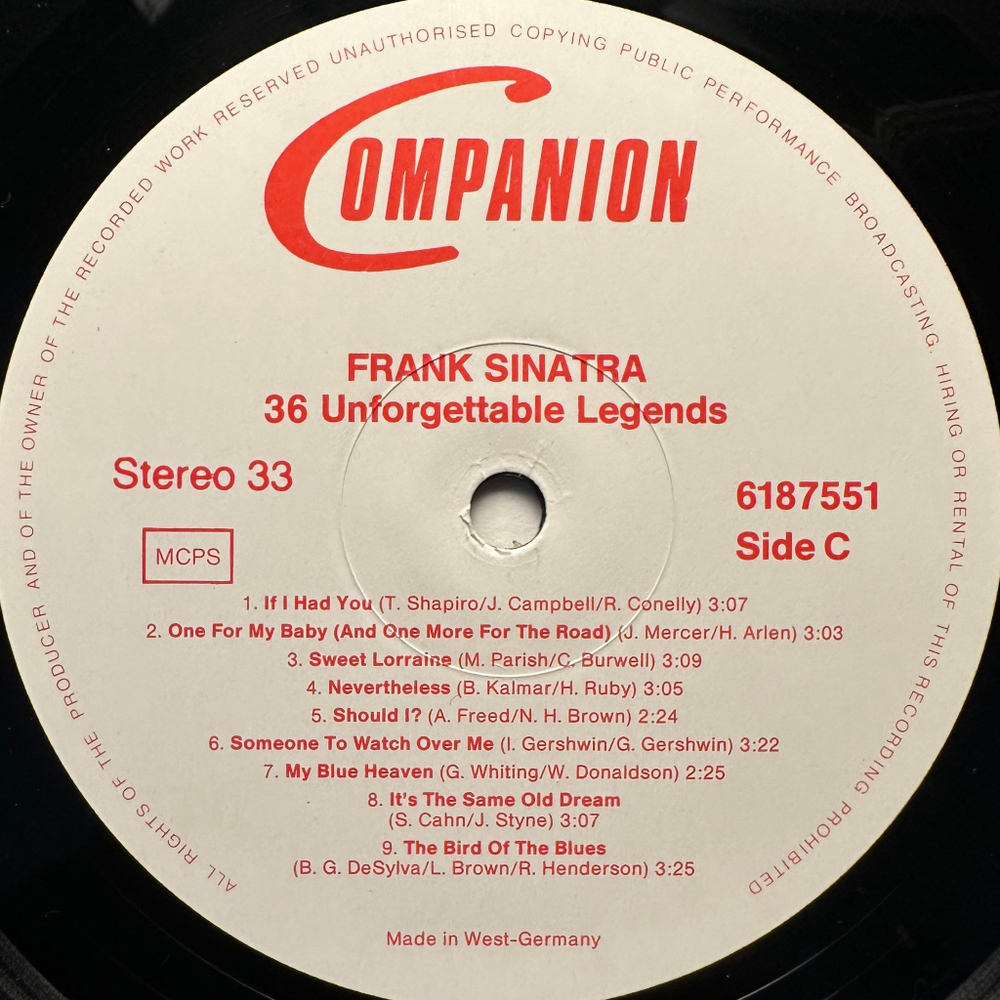 ALL RIGHTS OF THE PRODUCER AND OF THE OWNER OF THE RECORDED WORK RESERVED UNAUTHORISED COPYING PUBLIC PERFORMANCE BROADCASTING, HIRING OR RENTAL OF THIS RECORDING PROHIBITED
COMPANION
FRANK SINATRA
36 Unforgettable Legends
Stereo 33
6187551
MCPS
Side C
1. If I Had You (T. Shapiro/J. Campbell/R. Conelly) 3:07
2. One For My Baby (And One More For The Road) (J. Mercer/H. Arlen) 3:03
3. Sweet Lorraine (M. Parish/C. Burwell) 3:09
4. Nevertheless (B. Kalmar/H. Ruby) 3:05
5. Should I? (A. Freed/N. H. Brown) 2:24
6. Someone To Watch Over Me (I. Gershwin/G. Gershwin) 3:22
7. My Blue Heaven (G. Whiting/W. Donaldson) 2:25
8. It's The Same Old Dream
(S. Cahn/J. Styne) 3:07
9. The Bird Of The Blues
(B. G. DeSylva/L. Brown/R. Henderson) 3:25
Made in West-Germany